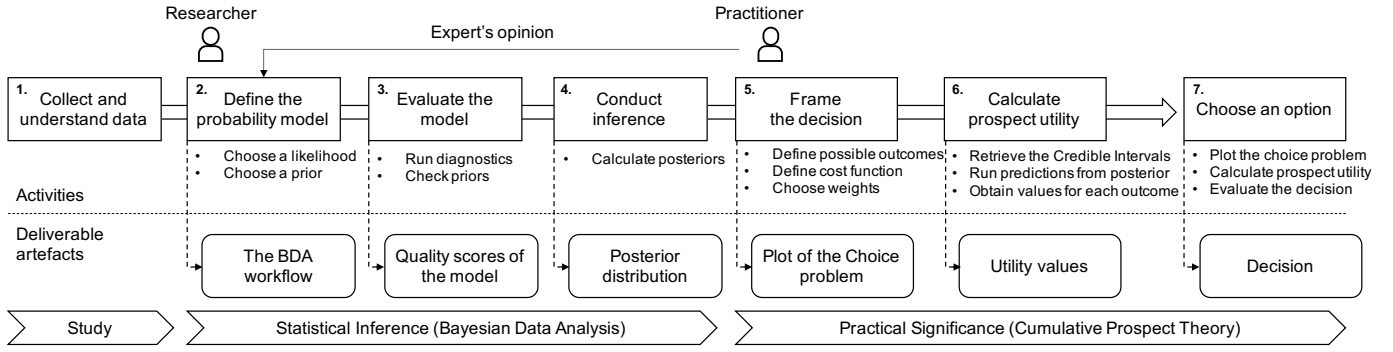 Researcher
Practitioner
Expert's opinion
1.
Collect and
understand data
2.
Define the
probability model
3.
Evaluate the
model
4.
Conduct
inference
5.
Frame
the decision
6.
Calculate
prospect utility
7.
Choose an option
• Choose a likelihood
• Choose a prior
• Run diagnostics
• Check priors
• Calculate posteriors
• Define possible outcomes
• Define cost function
• Choose weights
• Retrieve the Credible Intervals
• Run predictions from posterior
• Obtain values for each outcome
• Plot the choice problem
• Calculate prospect utility
• Evaluate the decision
Activities
Deliverable
artefacts
The BDA
workflow
Quality scores of
the model
Posterior
distribution
Plot of the Choice
problem
Utility values
Decision
Study
Statistical Inference (Bayesian Data Analysis)
Practical Significance (Cumulative Prospect Theory)